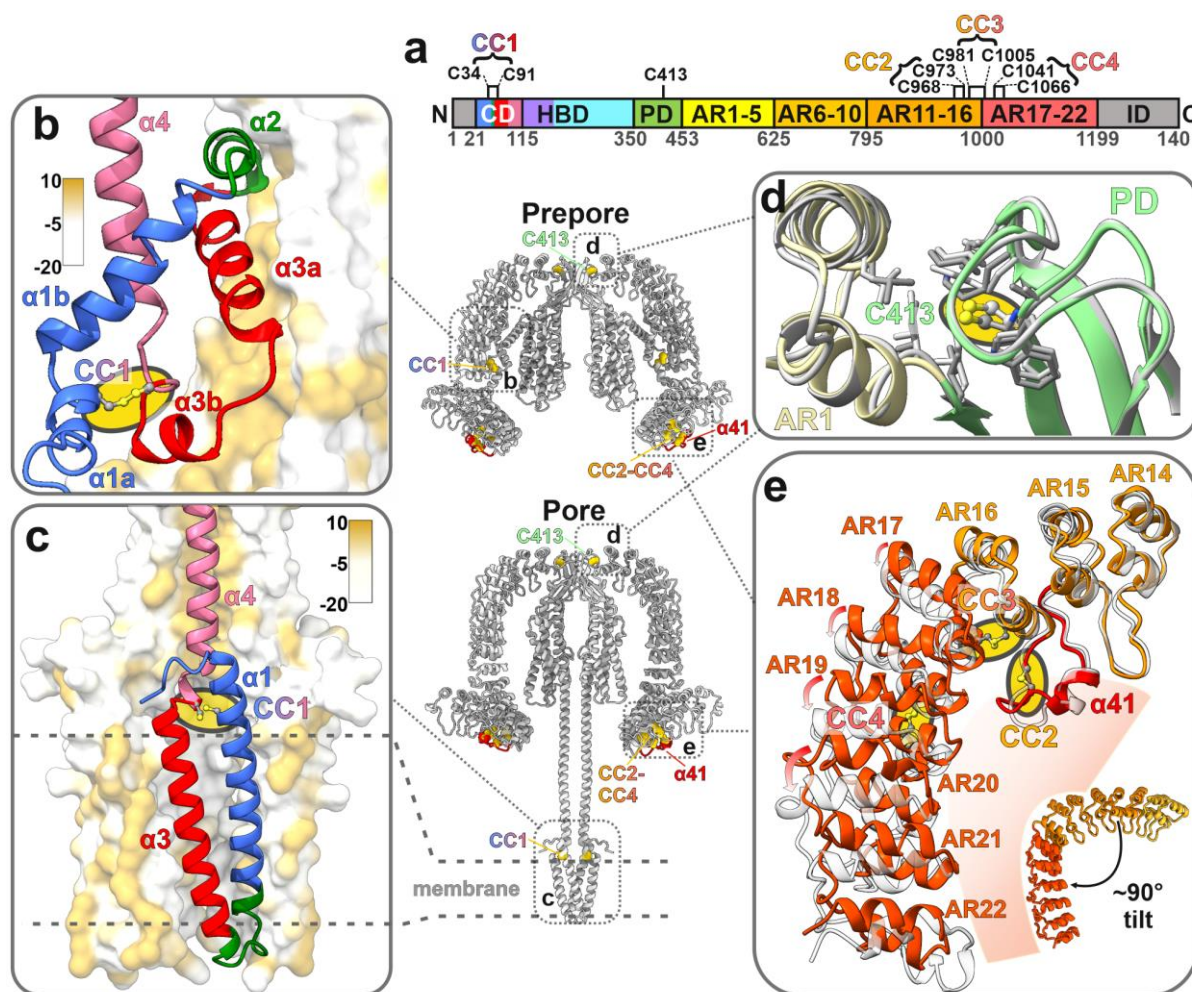 a
CC1
C34
C91
C413
CC2
C973
C968
CC3
C981
C1005
C1041
C1066
CC4
N
CD
HBD
PD
AR1-5
AR6-10
AR11-16
AR17-22
ID
C
1
21
115
350
453
625
795
1000
1199
140
b
α4
α2
10
-5
-20
α3a
α1b
CC1
α3b
α1a
Prepore
C413
d
CC1
b
α41
e
CC2-CC4
d
PD
C413
AR1
c
10
-5
-20
α4
α1
CC1
α3
Pore
C413
d
e
CC2-
CC4
α41
CC1
membrane
c
e
AR14
AR15
AR16
AR17
CC3
AR18
AR19
α41
CC4
CC2
AR20
AR21
AR22
~90°
tilt